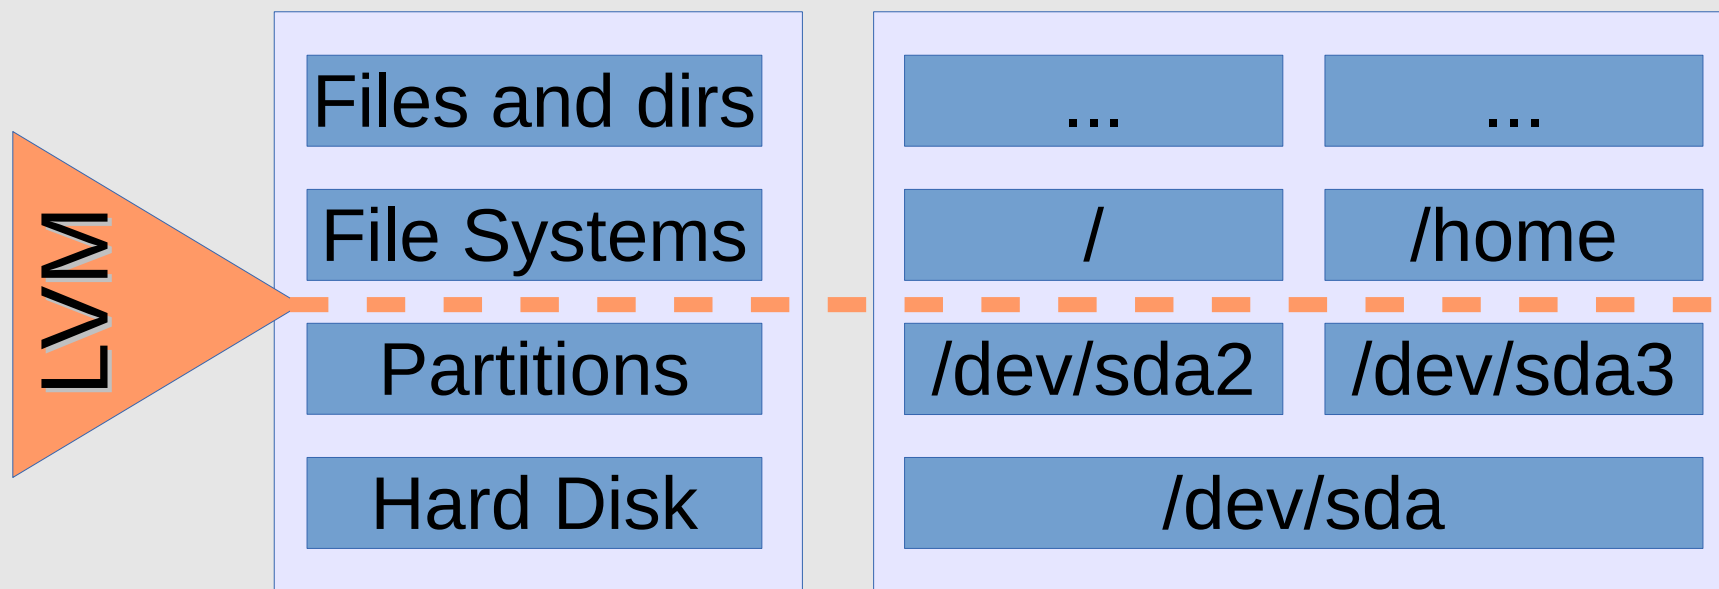 LVM
Files and dirs
File Systems
Partitions
Hard Disk
... ...
/ /home
/dev/sda2 /dev/sda3
/dev/sda